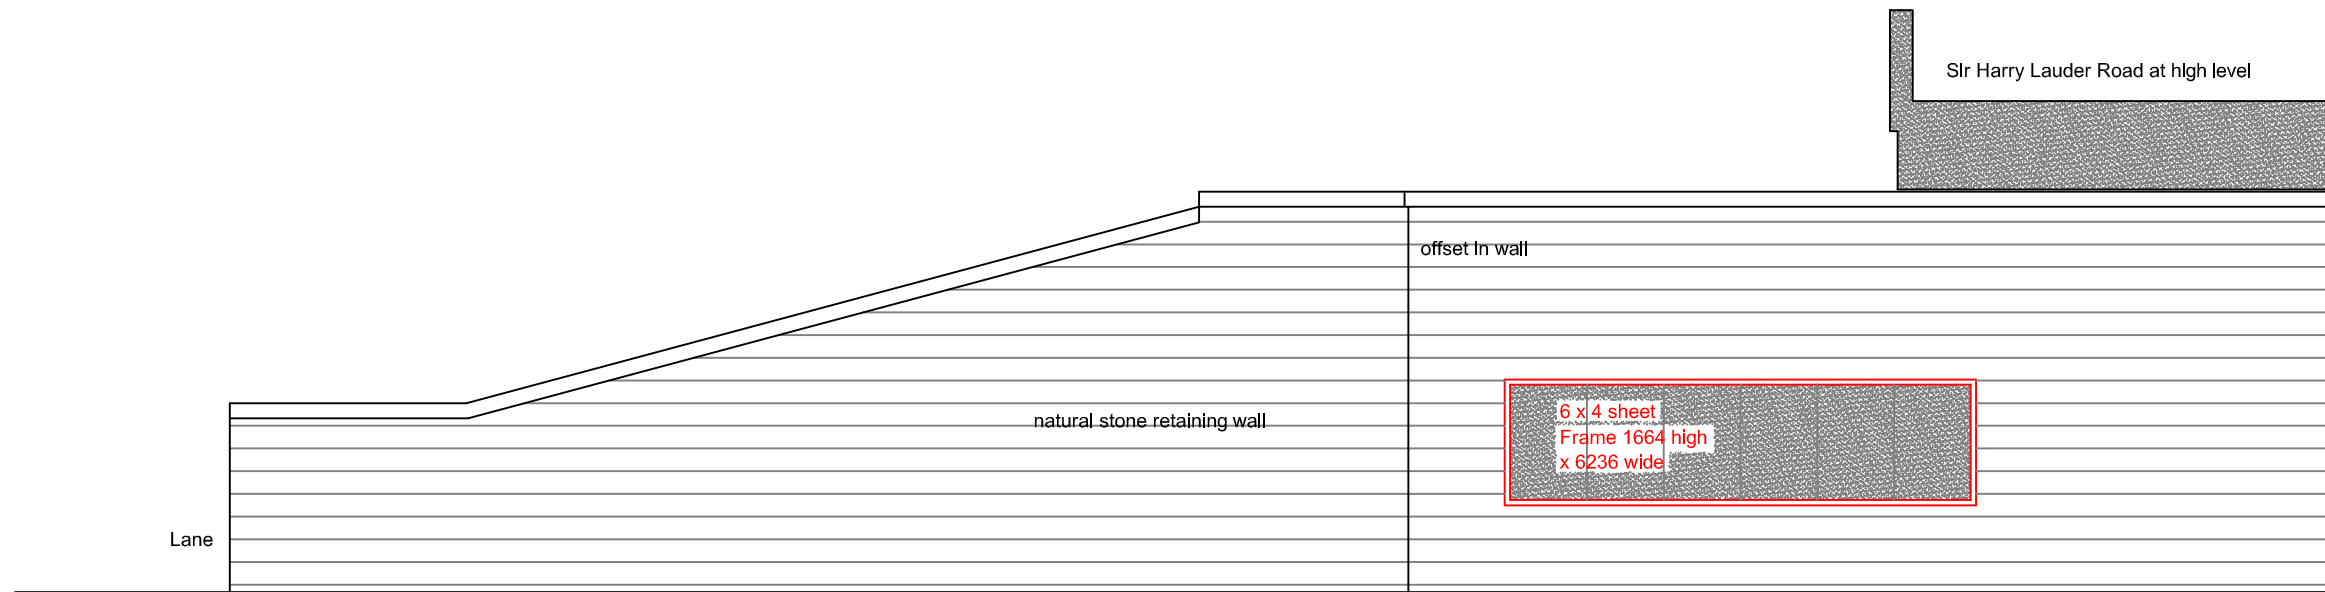 Sir Harry Lauder Road at high level
offset in wall
natural stone retaining wall
6 x 4 sheet
Frame 1664 high
x 6236 wide
Lane